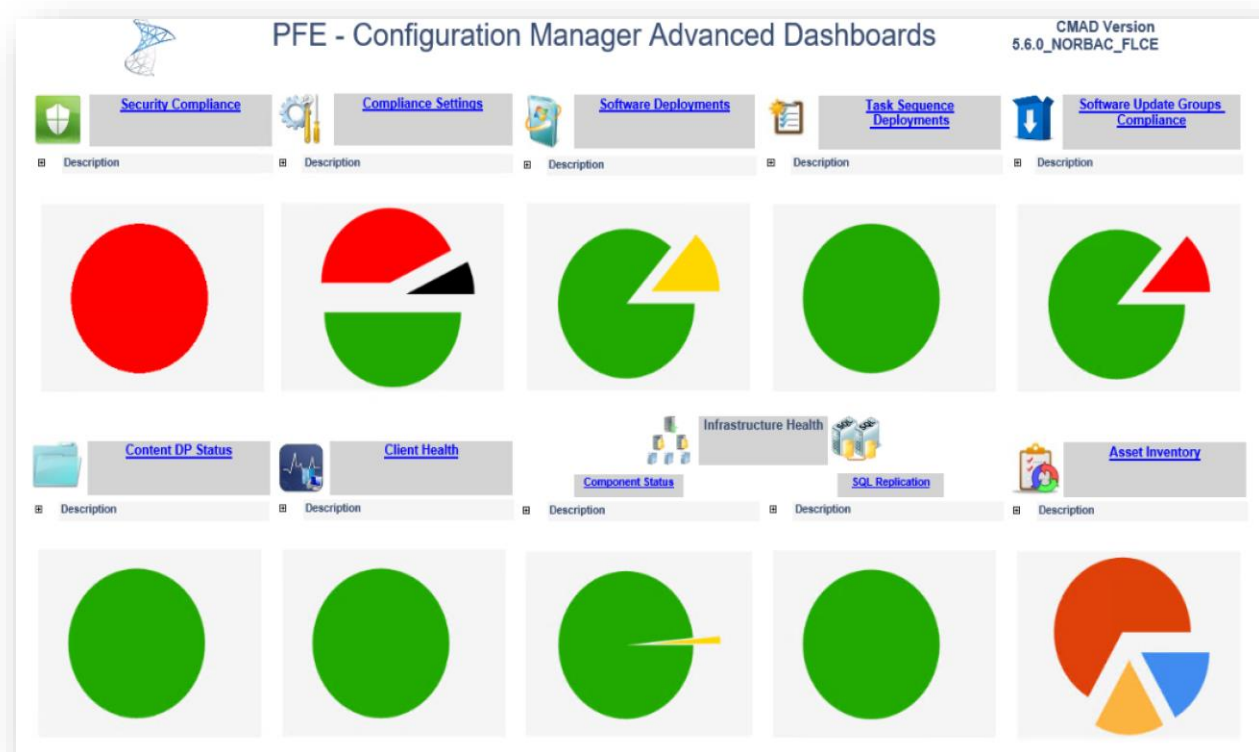 PFE - Configuration Manager Advanced Dashboards
CMAD Version
5.6.0_NORBAC_FLCE
Security Compliance
Compliance Settings
Software Deployments
Task Sequence
Deployments
Software Update Groups
Compliance
Description
Description
Description
Description
Description
Content DP Status
Client Health
Infrastructure Health
SQL SQL
Component Status
SQL Replication
Asset Inventory
Description
Description
Description
Description
Description